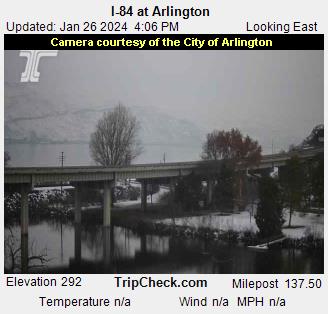 I-84 at Arlington
Updated: Jan 26 2024 4:06 PM Looking East
Camera courtesy of the City of Arlington
Elevation 292 TripCheck.com Milepost 137.50
Temperature n/a Wind n/a MPH n/a